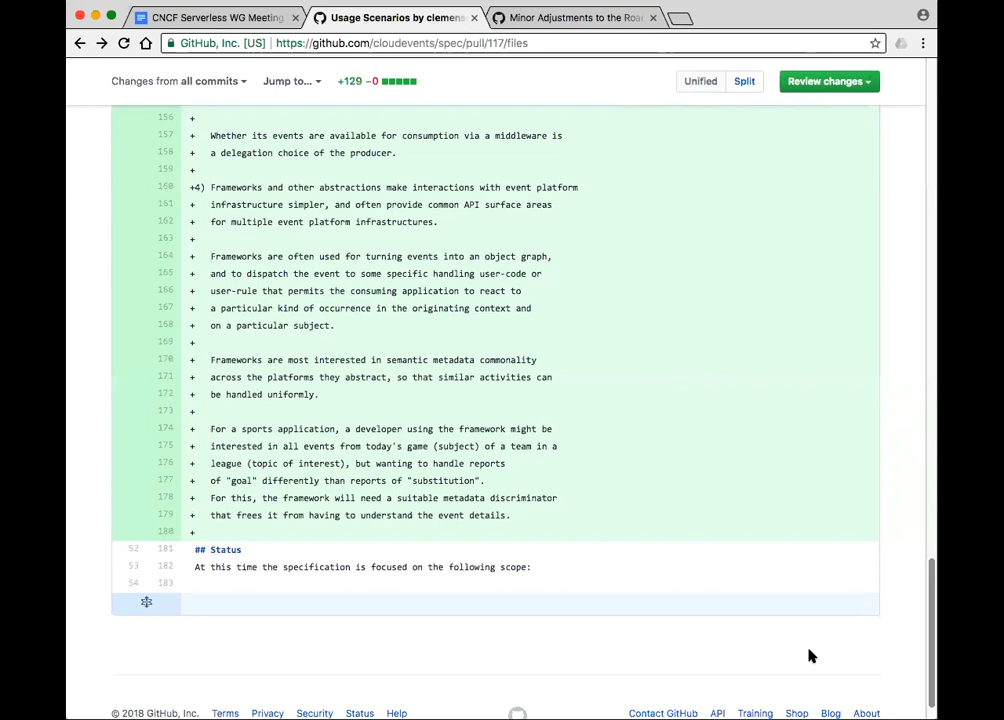 CNCF Serverless WG Meeting
Usage Scenarios by clemens
Minor Adjustments to the Roa
GitHub, Inc. [US] https://github.com/cloudevents/spec/pull/117/files
Changes from all commits Jump to... +129 −0 Unified Split Review changes
156 +
157 + Whether its events are available for consumption via a middleware is
158 + a delegation choice of the producer.
159 +
160 +4) Frameworks and other abstractions make interactions with event platform
161 + infrastructure simpler, and often provide common API surface areas
162 + for multiple event platform infrastructures.
163 +
164 + Frameworks are often used for turning events into an object graph,
165 + and to dispatch the event to some specific handling user-code or
166 + user-rule that permits the consuming application to react to
167 + a particular kind of occurrence in the originating context and
168 + on a particular subject.
169 +
170 + Frameworks are most interested in semantic metadata commonality
171 + across the platforms they abstract, so that similar activities can
172 + be handled uniformly.
173 +
174 + For a sports application, a developer using the framework might be
175 + interested in all events from today's game (subject) of a team in a
176 + league (topic of interest), but wanting to handle reports
177 + of "goal" differently than reports of "substitution".
178 + For this, the framework will need a suitable metadata discriminator
179 + that frees it from having to understand the event details.
180 +
52 181 ## Status
53 182 At this time the specification is focused on the following scope:
54 183
© 2018 GitHub, Inc. Terms Privacy Security Status Help Contact GitHub API Training Shop Blog About